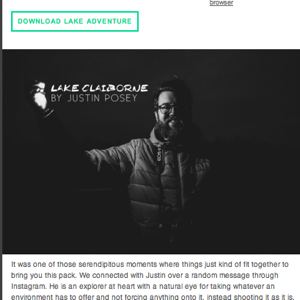 browser
DOWNLOAD LAKE ADVENTURE
LAKE CLAIBORNE
BY JUSTIN POSEY
It was one of those serendipitous moments where things just kind of fit together to
bring you this pack. We connected with Justin over a random message through
Instagram. He is an explorer at heart with a natural eye for taking whatever an
environment has to offer and not forcing anything onto it, instead shooting it as it is.